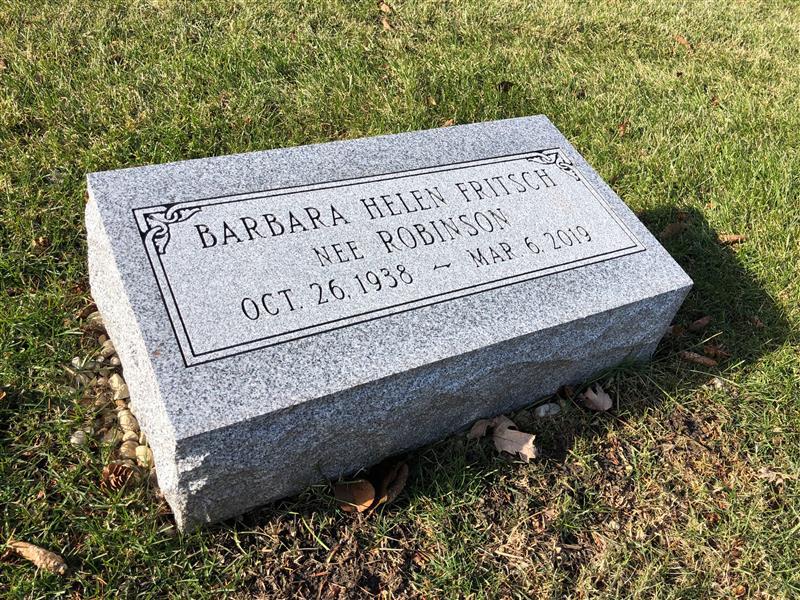 BARBARA HELEN FRITSCH
NEE ROBINSON
OCT. 26, 1938 ~ MAR. 6, 2019